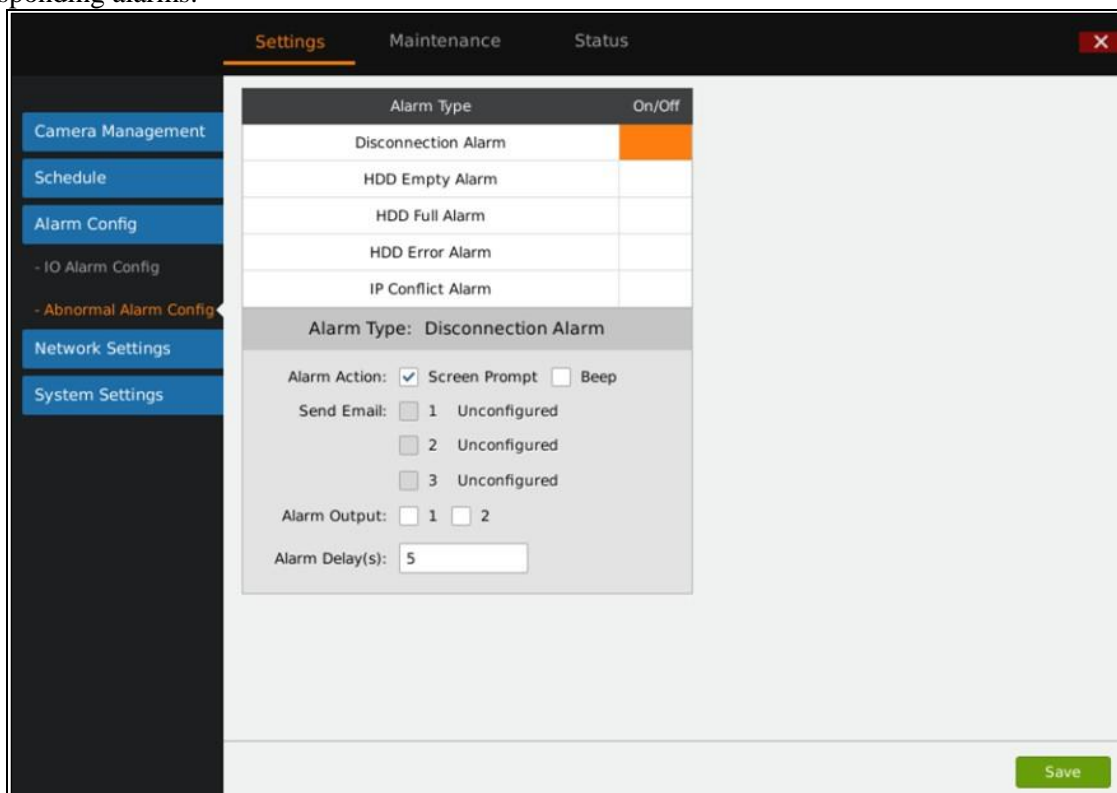 sponding alarms.
Settings Maintenance Status
Alarm Type On/Off
Camera Management
Disconnection Alarm
Schedule
HDD Empty Alarm
Alarm Config
HDD Full Alarm
- IO Alarm Config
HDD Error Alarm
- Abnormal Alarm Config
IP Conflict Alarm
Network Settings
System Settings
Alarm Type: Disconnection Alarm
Alarm Action: Screen Prompt Beep
Send Email: 1 Unconfigured
2 Unconfigured
3 Unconfigured
Alarm Output: 1 2
Alarm Delay(s): 5
Save